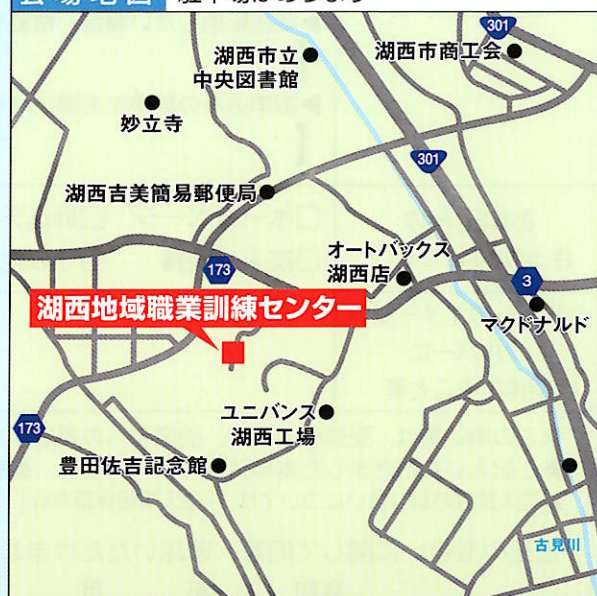 会場地図
301
湖西市立
中央図書館
湖西市商工会
妙立寺
301
湖西吉美簡易郵便局
オートバックス
湖西店
173
3
湖西地域職業訓練センター
マクドナルド
ユニバンス
湖西工場
173
豊田佐吉記念館
古見川